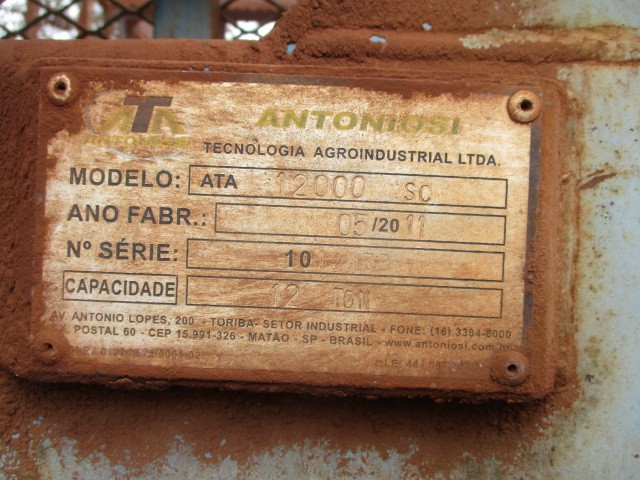 ATA ANTONIOSI
ANTONIOSI
TECNOLOGIA AGROINDUSTRIAL LTDA.
MODELO: ATA 12000 SC
ANO FABR.: 05/2011
Nº SÉRIE: 10
CAPACIDADE 12 TON
AV. ANTONIO LOPES, 200 - TORIBA- SETOR INDUSTRIAL - FONE: (16) 3384-8000
POSTAL 60 - CEP 15.991-326 - MATÃO - SP - BRASIL - www.antoniosi.com.br